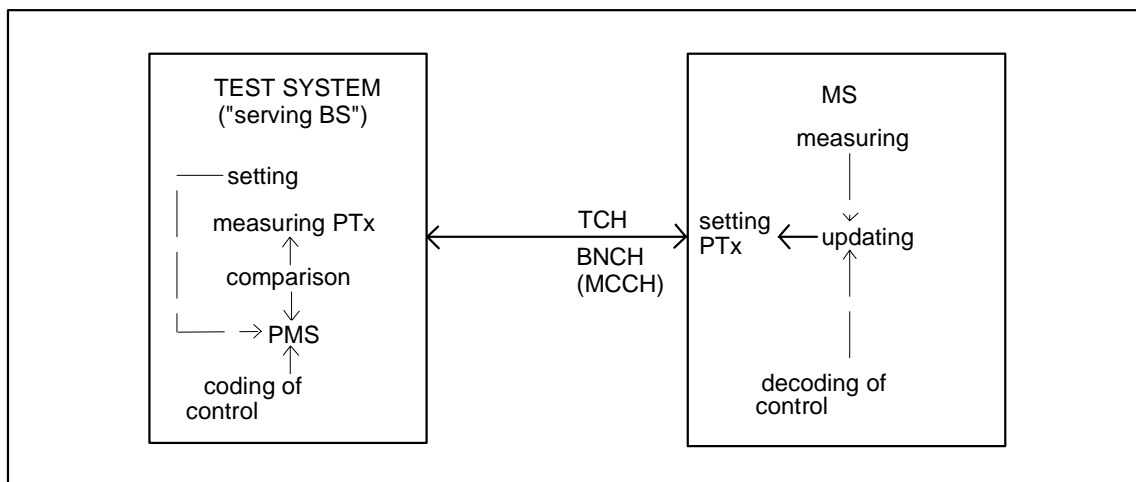 TEST SYSTEM
("serving BS")
setting
measuring PTx
comparison
PMS
coding of
control
TCH
BNCH
(MCCH)
MS
measuring
setting
PTx
updating
decoding of
control